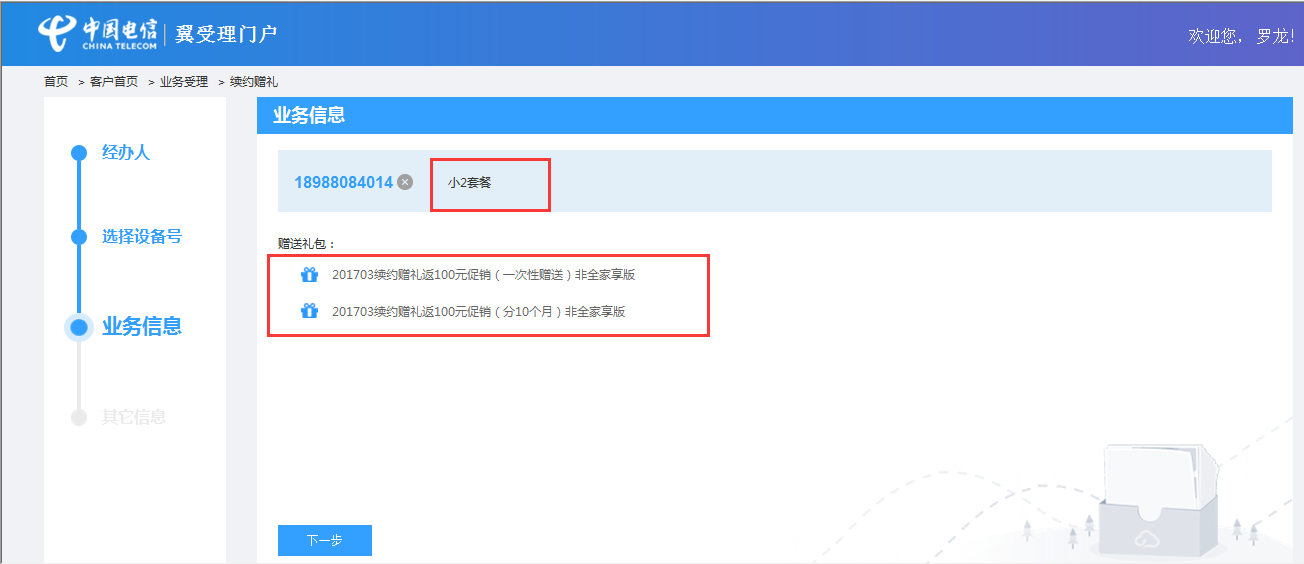 中国电信
CHINA TELECOM
翼受理门户
欢迎您， 罗龙!
首页 > 客户首页 > 业务受理 > 续约赠礼
经办人
选择设备号
业务信息
其它信息
业务信息
18988084014 小2套餐
赠送礼包：
201703续约赠礼返100元促销（一次性赠送）非全家享版
201703续约赠礼返100元促销（分10个月）非全家享版
下一步